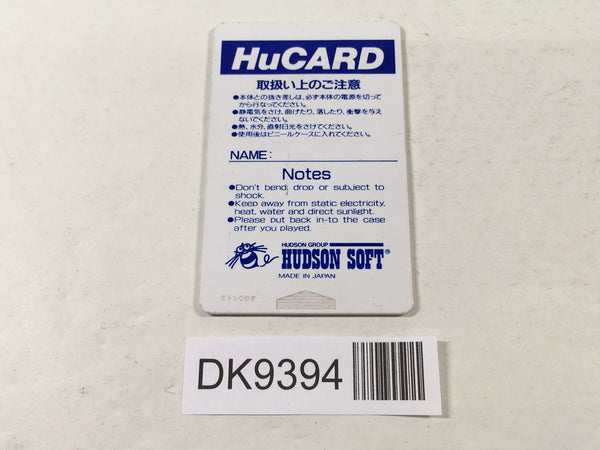 HuCARD
取扱い上のご注意
●本体との抜き差しは、必ず本体の電源を切って
から行なってください。
●静電気をさけ、曲げたり、落したり、衝撃を与え
ないでください。
●熱、水分、直射日光をさけてください。
●使用後はビニールケースに入れてください。
NAME:
Notes
●Don't bend, drop or subject to
shock.
●Keep away from static electricity,
heat, water and direct sunlight.
●Please put back in-to the case
after you played.
HUDSON GROUP
HUDSON SOFT®
MADE IN JAPAN
DK9394